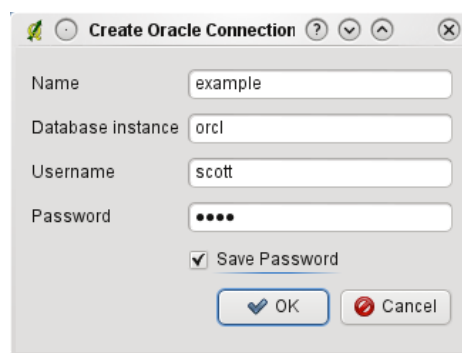 Create Oracle Connection
Name example
Database instance orcl
Username scott
Password ••••
Save Password
OK Cancel